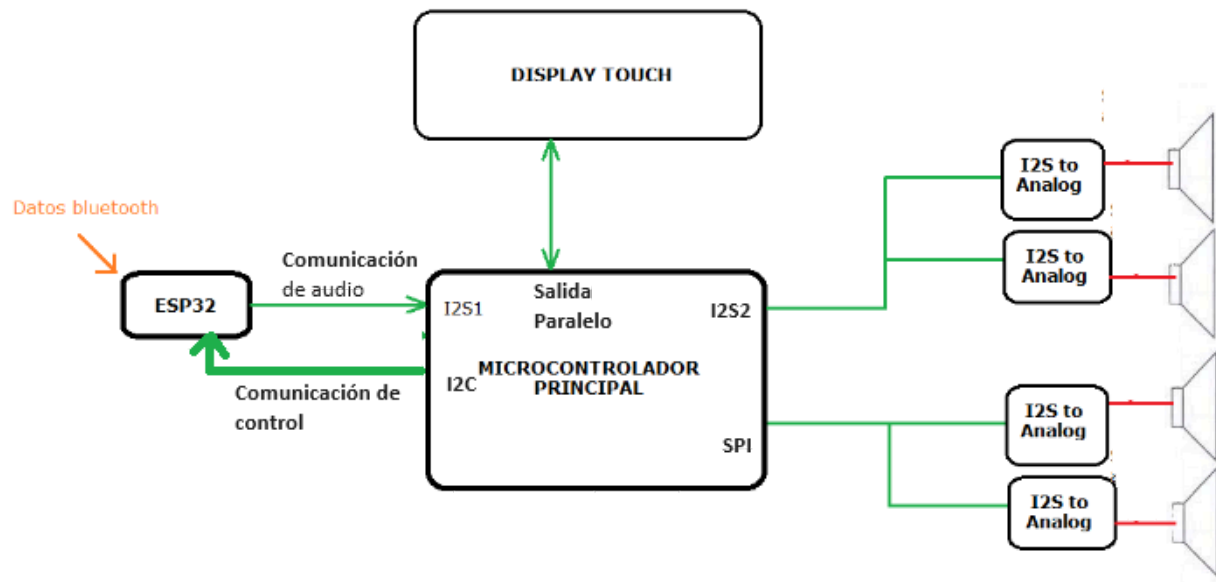 DISPLAY TOUCH
Datos bluetooth
ESP32
Comunicación
de audio
Comunicación de
control
I2S1
I2C
Salida
Paralelo
MICROCONTROLADOR
PRINCIPAL
I2S2
SPI
I2S to
Analog
I2S to
Analog
I2S to
Analog
I2S to
Analog